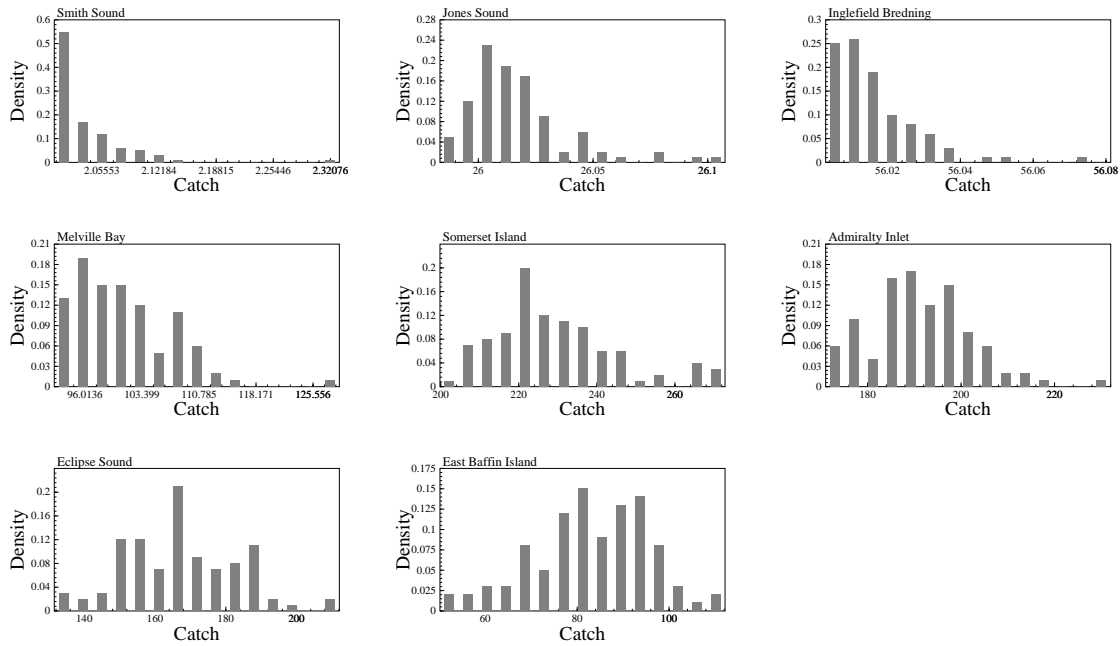 Smith Sound
0.6
0.5
0.4
0.3
0.2
0.1
0
Density
2.05553 2.12184 2.18815 2.25446 2.32076
Catch
Jones Sound
0.28
0.24
0.2
0.16
0.12
0.08
0.04
0
Density
26 26.05 26.1
Catch
Inglefield Bredning
0.3
0.25
0.2
0.15
0.1
0.05
0
Density
56.02 56.04 56.06 56.08
Catch
Melville Bay
0.21
0.18
0.15
0.12
0.09
0.06
0.03
0
Density
96.0136 103.399 110.785 118.171 125.556
Catch
Somerset Island
0.2
0.16
0.12
0.08
0.04
0
Density
200 220 240 260
Catch
Admiralty Inlet
0.21
0.18
0.15
0.12
0.09
0.06
0.03
0
Density
180 200 220
Catch
Eclipse Sound
0.2
0.16
0.12
0.08
0.04
0
Density
140 160 180 200
Catch
East Baffin Island
0.175
0.15
0.125
0.1
0.075
0.05
0.025
0
Density
60 80 100
Catch